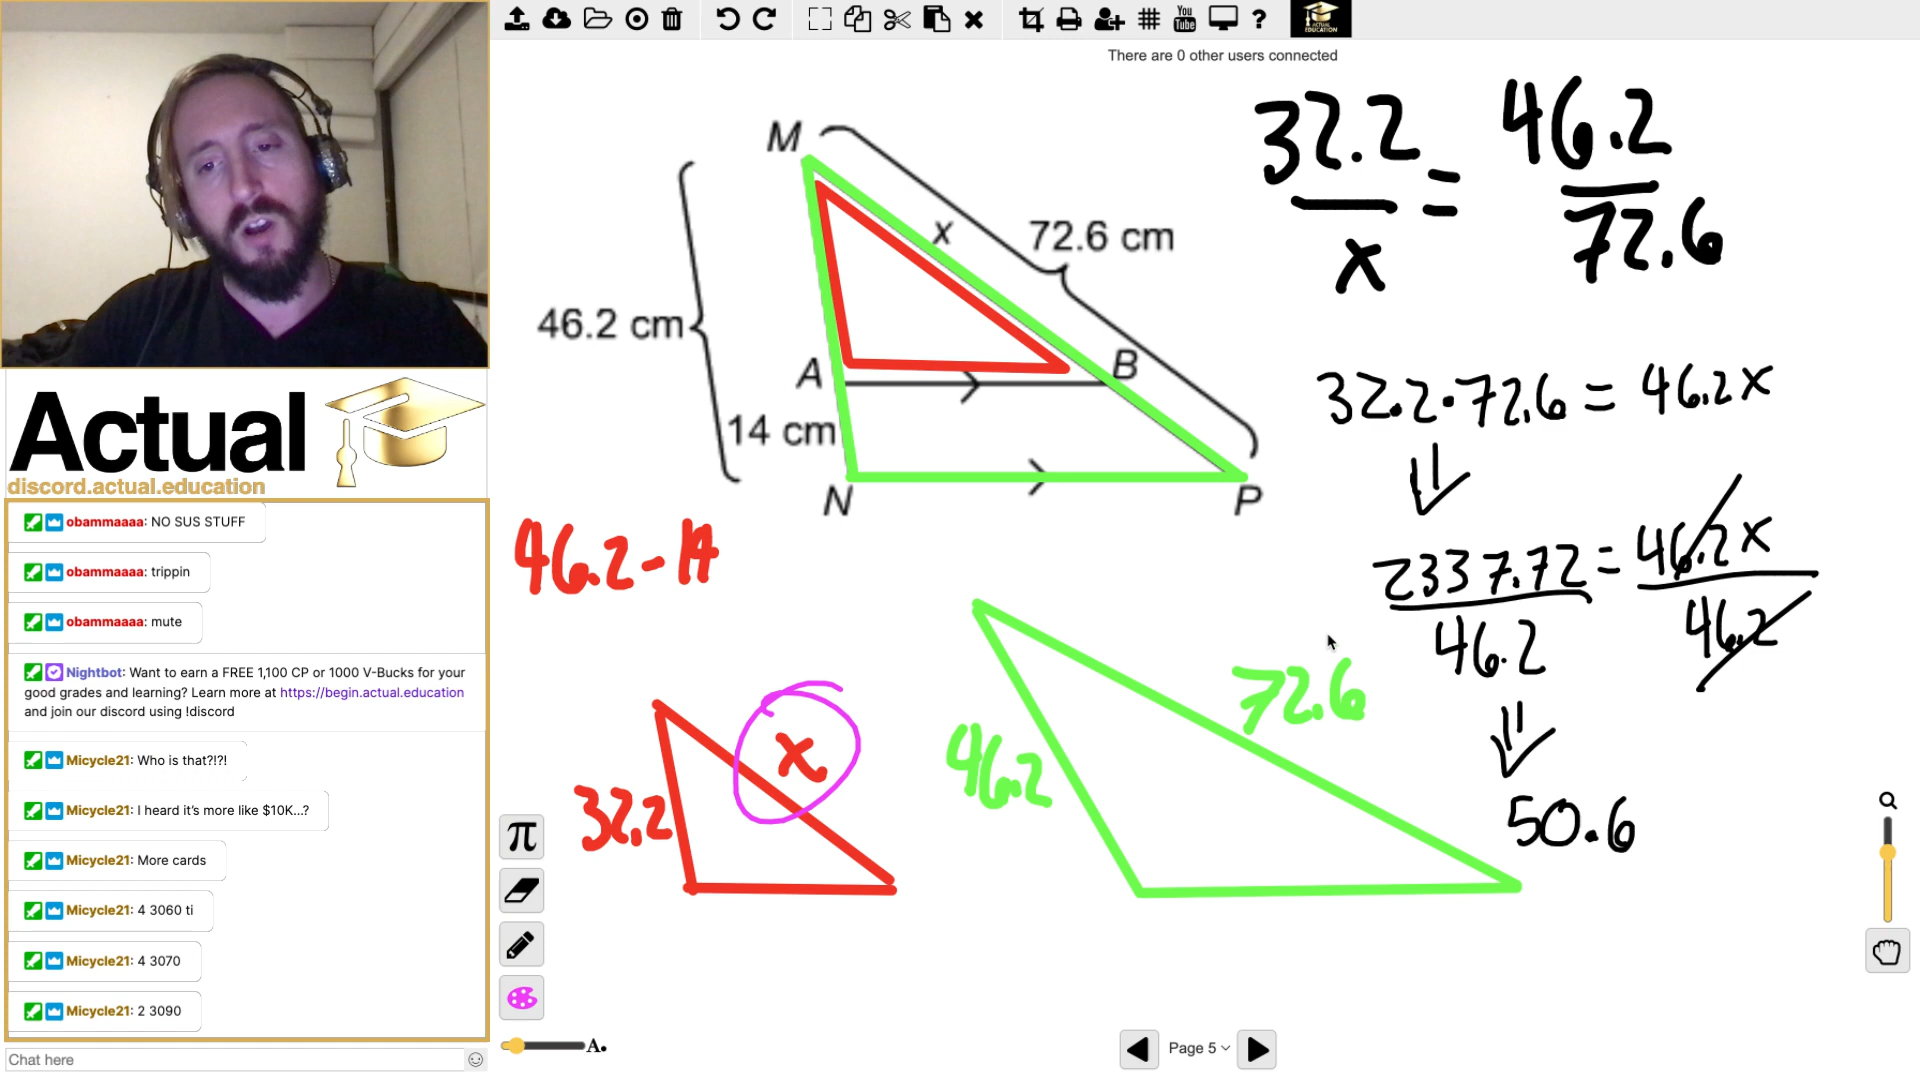 You
Tube
?
ACTUAL
EDUCATION
There are 0 other users connected
M
x
72.6 cm
46.2 cm
A
B
14 cm
N
P
32.2 = 46.2
x 72.6
32.2·72.6 = 46.2x
2337.72 = 46.2x
46.2 46.2
50.6
46.2-14
32.2
x
46.2
72.6
Actual
discord.actual.education
obammaaaa: NO SUS STUFF
obammaaaa: trippin
obammaaaa: mute
Nightbot: Want to earn a FREE 1,100 CP or 1000 V-Bucks for your
good grades and learning? Learn more at https://begin.actual.education
and join our discord using !discord
Micycle21: Who is that?!?!
Micycle21: I heard it's more like $10K...?
Micycle21: More cards
Micycle21: 4 3060 ti
Micycle21: 4 3070
Micycle21: 2 3090
Chat here
π
A.
Page 5